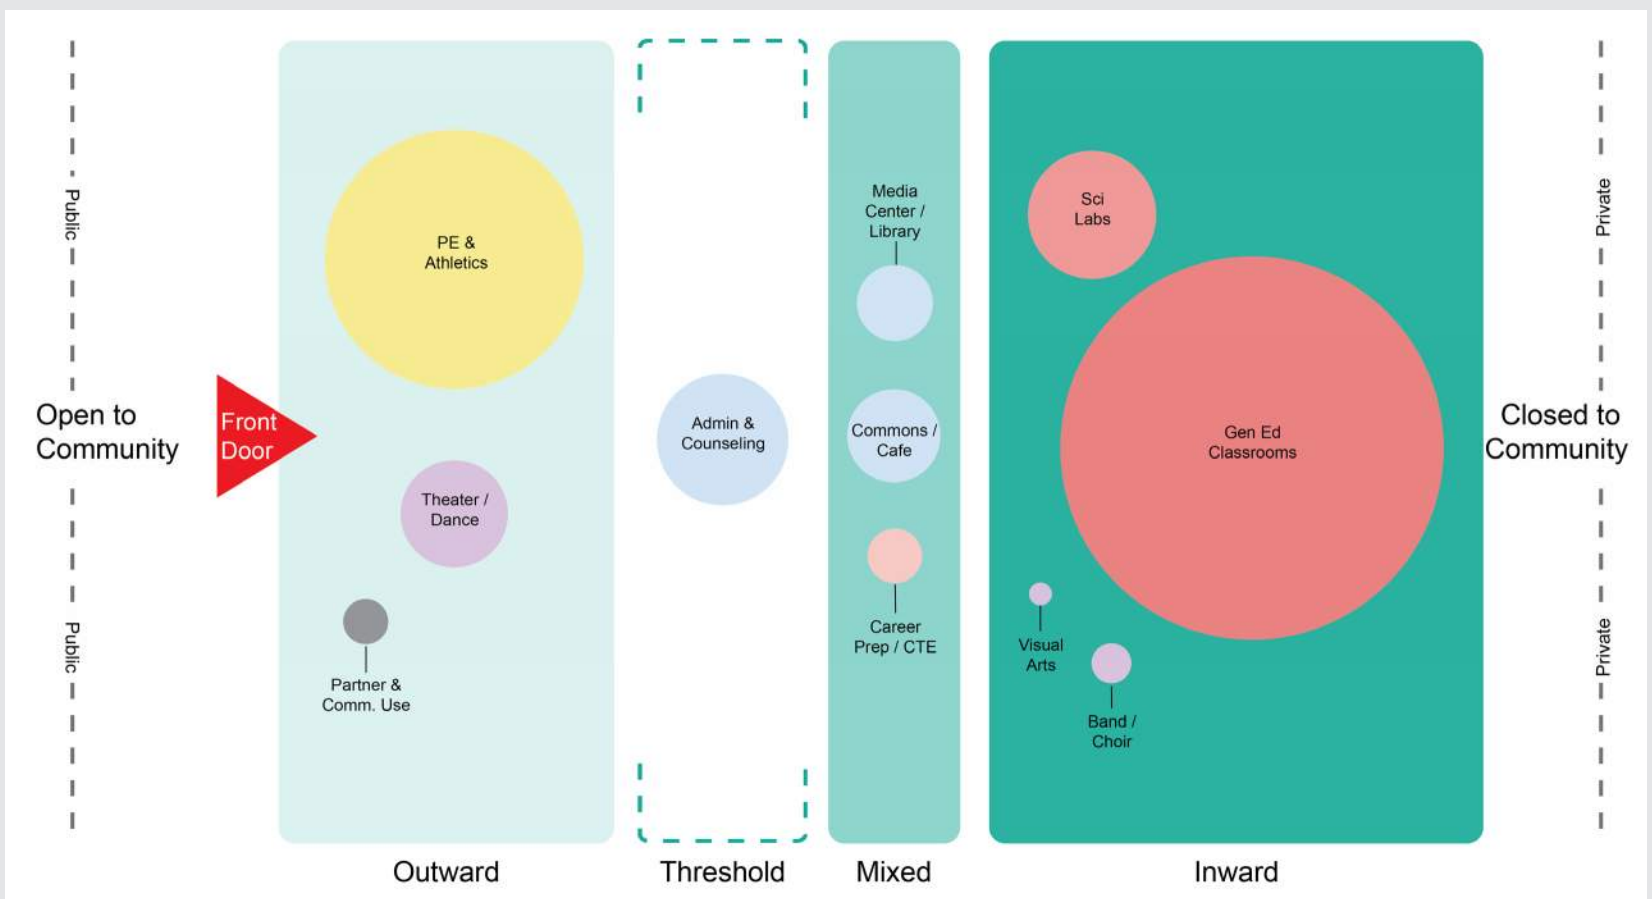 Public
Public
Open to
Community
Front
Door
PE &
Athletics
Theater /
Dance
Partner &
Comm. Use
Outward
Admin &
Counseling
Threshold
Media
Center /
Library
Commons /
Cafe
Career
Prep / CTE
Mixed
Sci
Labs
Gen Ed
Classrooms
Visual
Arts
Band /
Choir
Inward
Private
Closed to
Community
Private